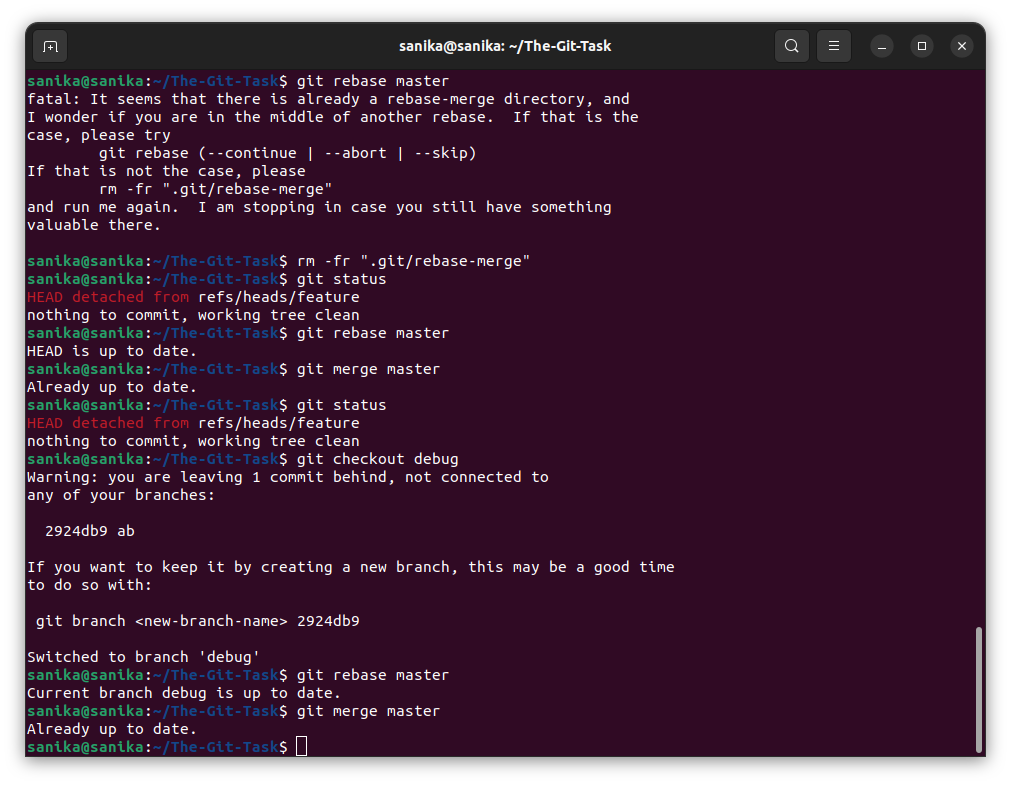 sanika@sanika: ~/The-Git-Task
sanika@sanika:~/The-Git-Task$ git rebase master
fatal: It seems that there is already a rebase-merge directory, and
I wonder if you are in the middle of another rebase.  If that is the
case, please try
        git rebase (--continue | --abort | --skip)
If that is not the case, please
        rm -fr ".git/rebase-merge"
and run me again.  I am stopping in case you still have something
valuable there.

sanika@sanika:~/The-Git-Task$ rm -fr ".git/rebase-merge"
sanika@sanika:~/The-Git-Task$ git status
HEAD detached from refs/heads/feature
nothing to commit, working tree clean
sanika@sanika:~/The-Git-Task$ git rebase master
HEAD is up to date.
sanika@sanika:~/The-Git-Task$ git merge master
Already up to date.
sanika@sanika:~/The-Git-Task$ git status
HEAD detached from refs/heads/feature
nothing to commit, working tree clean
sanika@sanika:~/The-Git-Task$ git checkout debug
Warning: you are leaving 1 commit behind, not connected to
any of your branches:

  2924db9 ab

If you want to keep it by creating a new branch, this may be a good time
to do so with:

 git branch <new-branch-name> 2924db9

Switched to branch 'debug'
sanika@sanika:~/The-Git-Task$ git rebase master
Current branch debug is up to date.
sanika@sanika:~/The-Git-Task$ git merge master
Already up to date.
sanika@sanika:~/The-Git-Task$